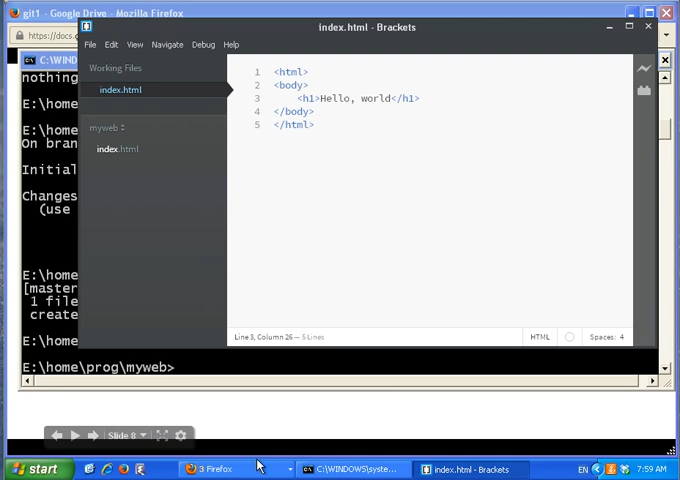 git1 - Google Drive - Mozilla Firefox
https://docs.g
C:\WIND
nothing
E:\home
E:\home
On bran
Initial
Changes
(use
E:\home
[master
1 file
create
E:\home
E:\home\prog\myweb>
index.html - Brackets
File Edit View Navigate Debug Help
Working Files
index.html
myweb
index.html
1 <html>
2 <body>
3 <h1>Hello, world</h1>
4 </body>
5 </html>
Line 3, Column 26 — 5 Lines
HTML
Spaces: 4
Slide 8
start
3 Firefox
C:\WINDOWS\syste...
index.html - Brackets
EN
7:59 AM